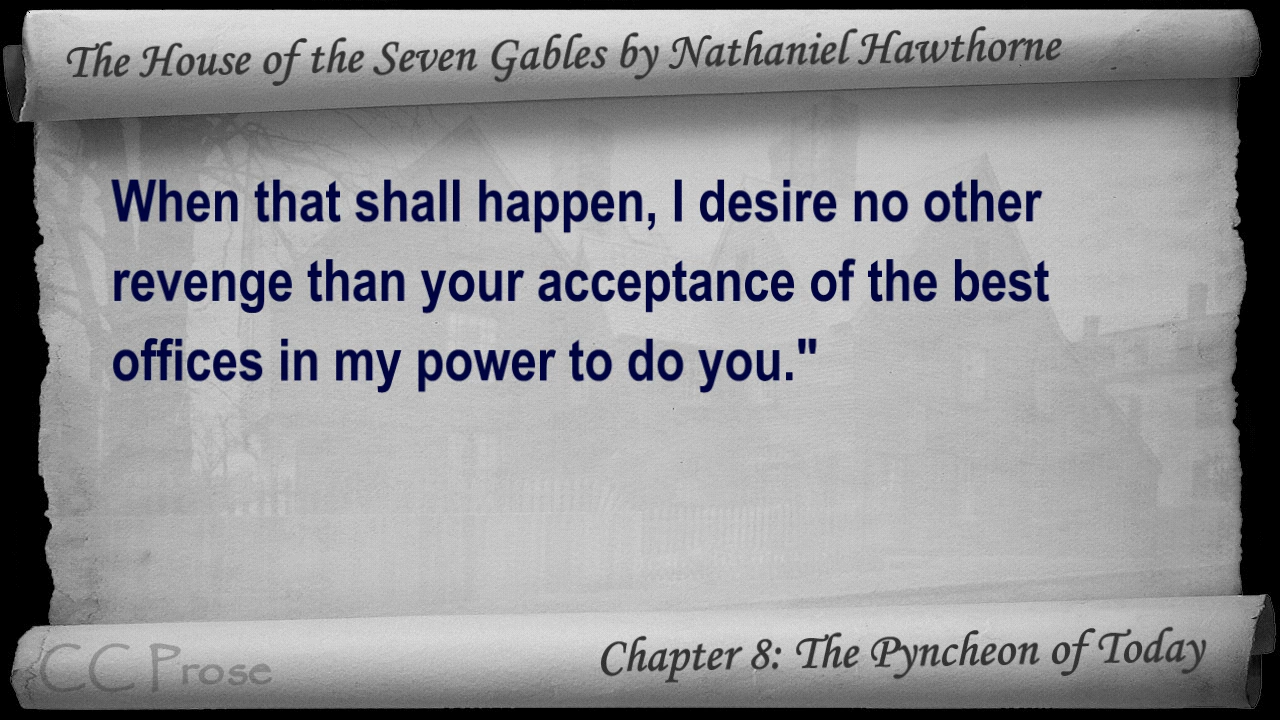 The House of the Seven Gables by Nathaniel Hawthorne
When that shall happen, I desire no other
revenge than your acceptance of the best
offices in my power to do you."
CC Prose
Chapter 8: The Pyncheon of Today